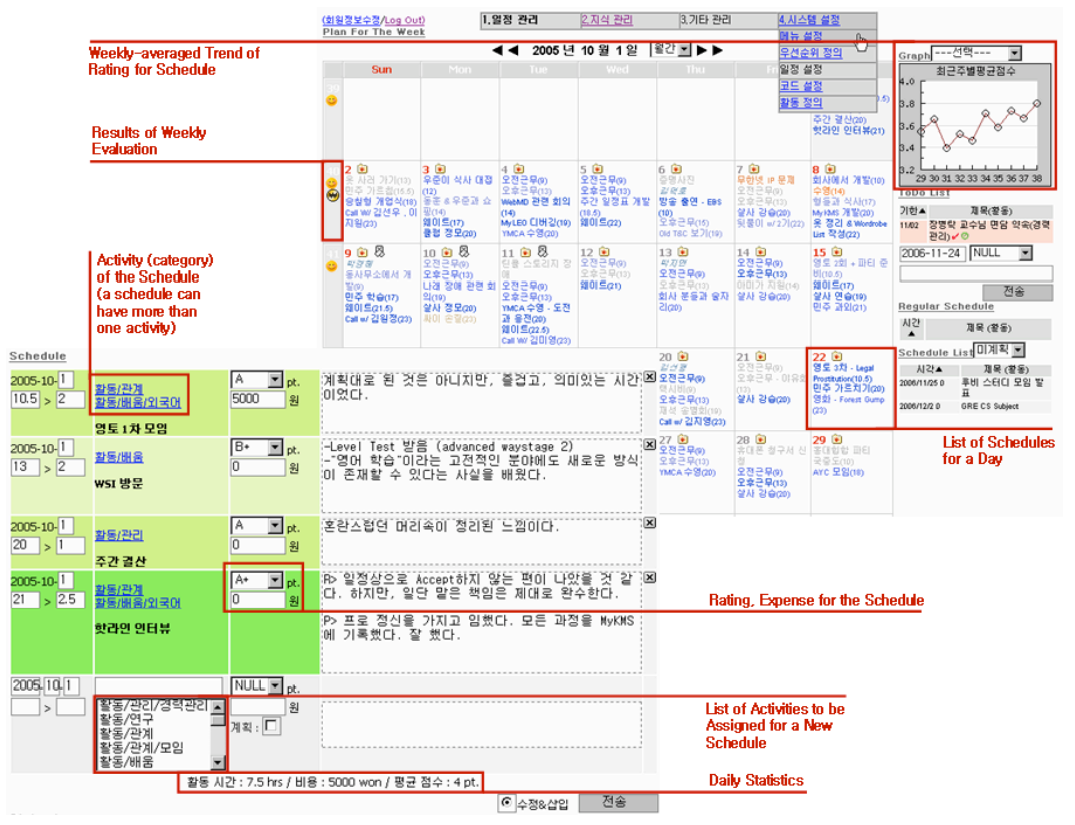 (회원정보수정/Log Out)
Plan For The Week
1.일정 관리
2.지식 관리
3.기타 관리
4.시스템 설정
메뉴 설정
우선순위 정의
일정 설정
코드 설정
활동 정의
Weekly-averaged Trend of
Rating for Schedule
◀ ◀ 2005 년 10 월 1 일 월간 ▶ ▶
Sun Mon Tue Wed Thu
39
주간 결산(20)
핫라인 인터뷰(21)
Graph ---선택---
최근주별평균점수
4.0
3.8
3.6
3.4
3.2
29 30 31 32 33 34 35 36 37 38
Results of Weekly
Evaluation
2
옷 사러 가기(13)
민주 가르침(15.5)
승철형 개업식(18)
Call W/ 김선우, 이
지원(23)
3
우준이 식사 대접
(12)
동훈 & 우준과 쇼
핑(14)
웨이트(17)
클럽 정모(20)
4
오전근무(9)
오후근무(13)
WebMD 관련 회의
(14)
MyLEO 디버깅(19)
YMCA 수영(20)
5
오전근무(9)
오후근무(13)
주간 일정표 개발
(18.5)
웨이트(22)
6
증명사진
방송 출연 - EBS
(10)
오후근무(15)
Old T&C 보기(19)
7
무한넷 IP 문제
오전근무(9)
오후근무(13)
살사 강습(20)
뒷풀이 w/2기(22)
8
회사에서 개발(10)
수영(14)
형들과 식사(17)
MyKMS 개발(20)
옷 정리 & Wordrobe
List 작성(22)
ToDo List
기한▲ 제목(활동)
11/02 장병탁 교수님 면담 약속(경력
관리)
2006-11-24 NULL
전송
Regular Schedule
시간
▲
제목 (활동)
Schedule List 미계획
시각▲ 제목 (활동)
2006/11/25 0 투비 스터디 모임 발
표
2006/12/2 0 GRE CS Subject
Activity (category)
of the Schedule
(a schedule can
have more than
one activity)
9
동사무소에서 개
발(9)
민주 학습(17)
웨이트(21.5)
Call w/ 김원정(23)
10
오전근무(9)
오후근무(13)
나래 장애 관련 회
의(19)
살사 정모(20)
싸이 손질(23)
11
틴플 스토리지 장
애
오전근무(9)
오후근무(13)
YMCA 수영 - 도전
과 응전(20)
웨이트(22.5)
Call w/ 김미영(23)
12
오전근무(9)
오후근무(13)
웨이트(21)
13
오전근무(9)
오후근무(13)
회사 분들과 술자
리(20)
14
오전근무(9)
오후근무(13)
아미가 지원(14)
살사 강습(20)
15
영토 2회 + 파티 준
비(10.5)
웨이트(17)
살사 연습(19)
민주 과외(21)
20
오전근무(9)
택시비(9)
오후근무(13)
재석 송별회(19)
Call w/ 김지영(23)
21
오전근무(9)
오후근무 - 이유화
(13)
살사 강습(20)
22
영토 3차 - Legal
Prostitution(10.5)
민주 가르치기(20)
영화 - Forest Gump
(23)
27
오전근무(9)
오후근무(13)
YMCA 수영(20)
28
휴대폰 청구서 신
청
오전근무(9)
오후근무(13)
살사 강습(20)
29
홍대힙합 파티
국중도(10)
AYC 모임(18)
List of Schedules
for a Day
Schedule
2005-10- 1
10.5 > 2
활동/관계
활동/배움/외국어
영토 1차 모임
A pt.
5000 원
계획대로 된 것은 아니지만, 즐겁고, 의미있는 시간
이었다.
2005-10- 1
13 > 2
활동/배움
WSI 방문
B+ pt.
0 원
-Level Test 받음 (advanced waystage 2)
-"영어 학습"이라는 고전적인 분야에도 새로운 방식
이 존재할 수 있다는 사실을 배웠다.
2005-10- 1
20 > 1
활동/관리
주간 결산
A pt.
0 원
혼란스럽던 머리속이 정리된 느낌이다.
2005-10- 1
21 > 2.5
활동/관계
활동/배움/외국어
핫라인 인터뷰
A+ pt.
0 원
R> 일정상으로 Accept하지 않는 편이 나았을 것 같
다. 하지만, 일단 맡은 책임은 제대로 완수한다.
P> 프로 정신을 가지고 임했다. 모든 과정을 MyKMS
에 기록했다. 잘 했다.
Rating, Expense for the Schedule
2005- 10- 1
>
활동/관리/경력관리
활동/연구
활동/관계
활동/관계/모임
활동/배움
NULL pt.
원
계획 :
List of Activities to be
Assigned for a New
Schedule
활동 시간 : 7.5 hrs / 비용 : 5000 won / 평균 점수 : 4 pt.
Daily Statistics
수정&삽입 전송